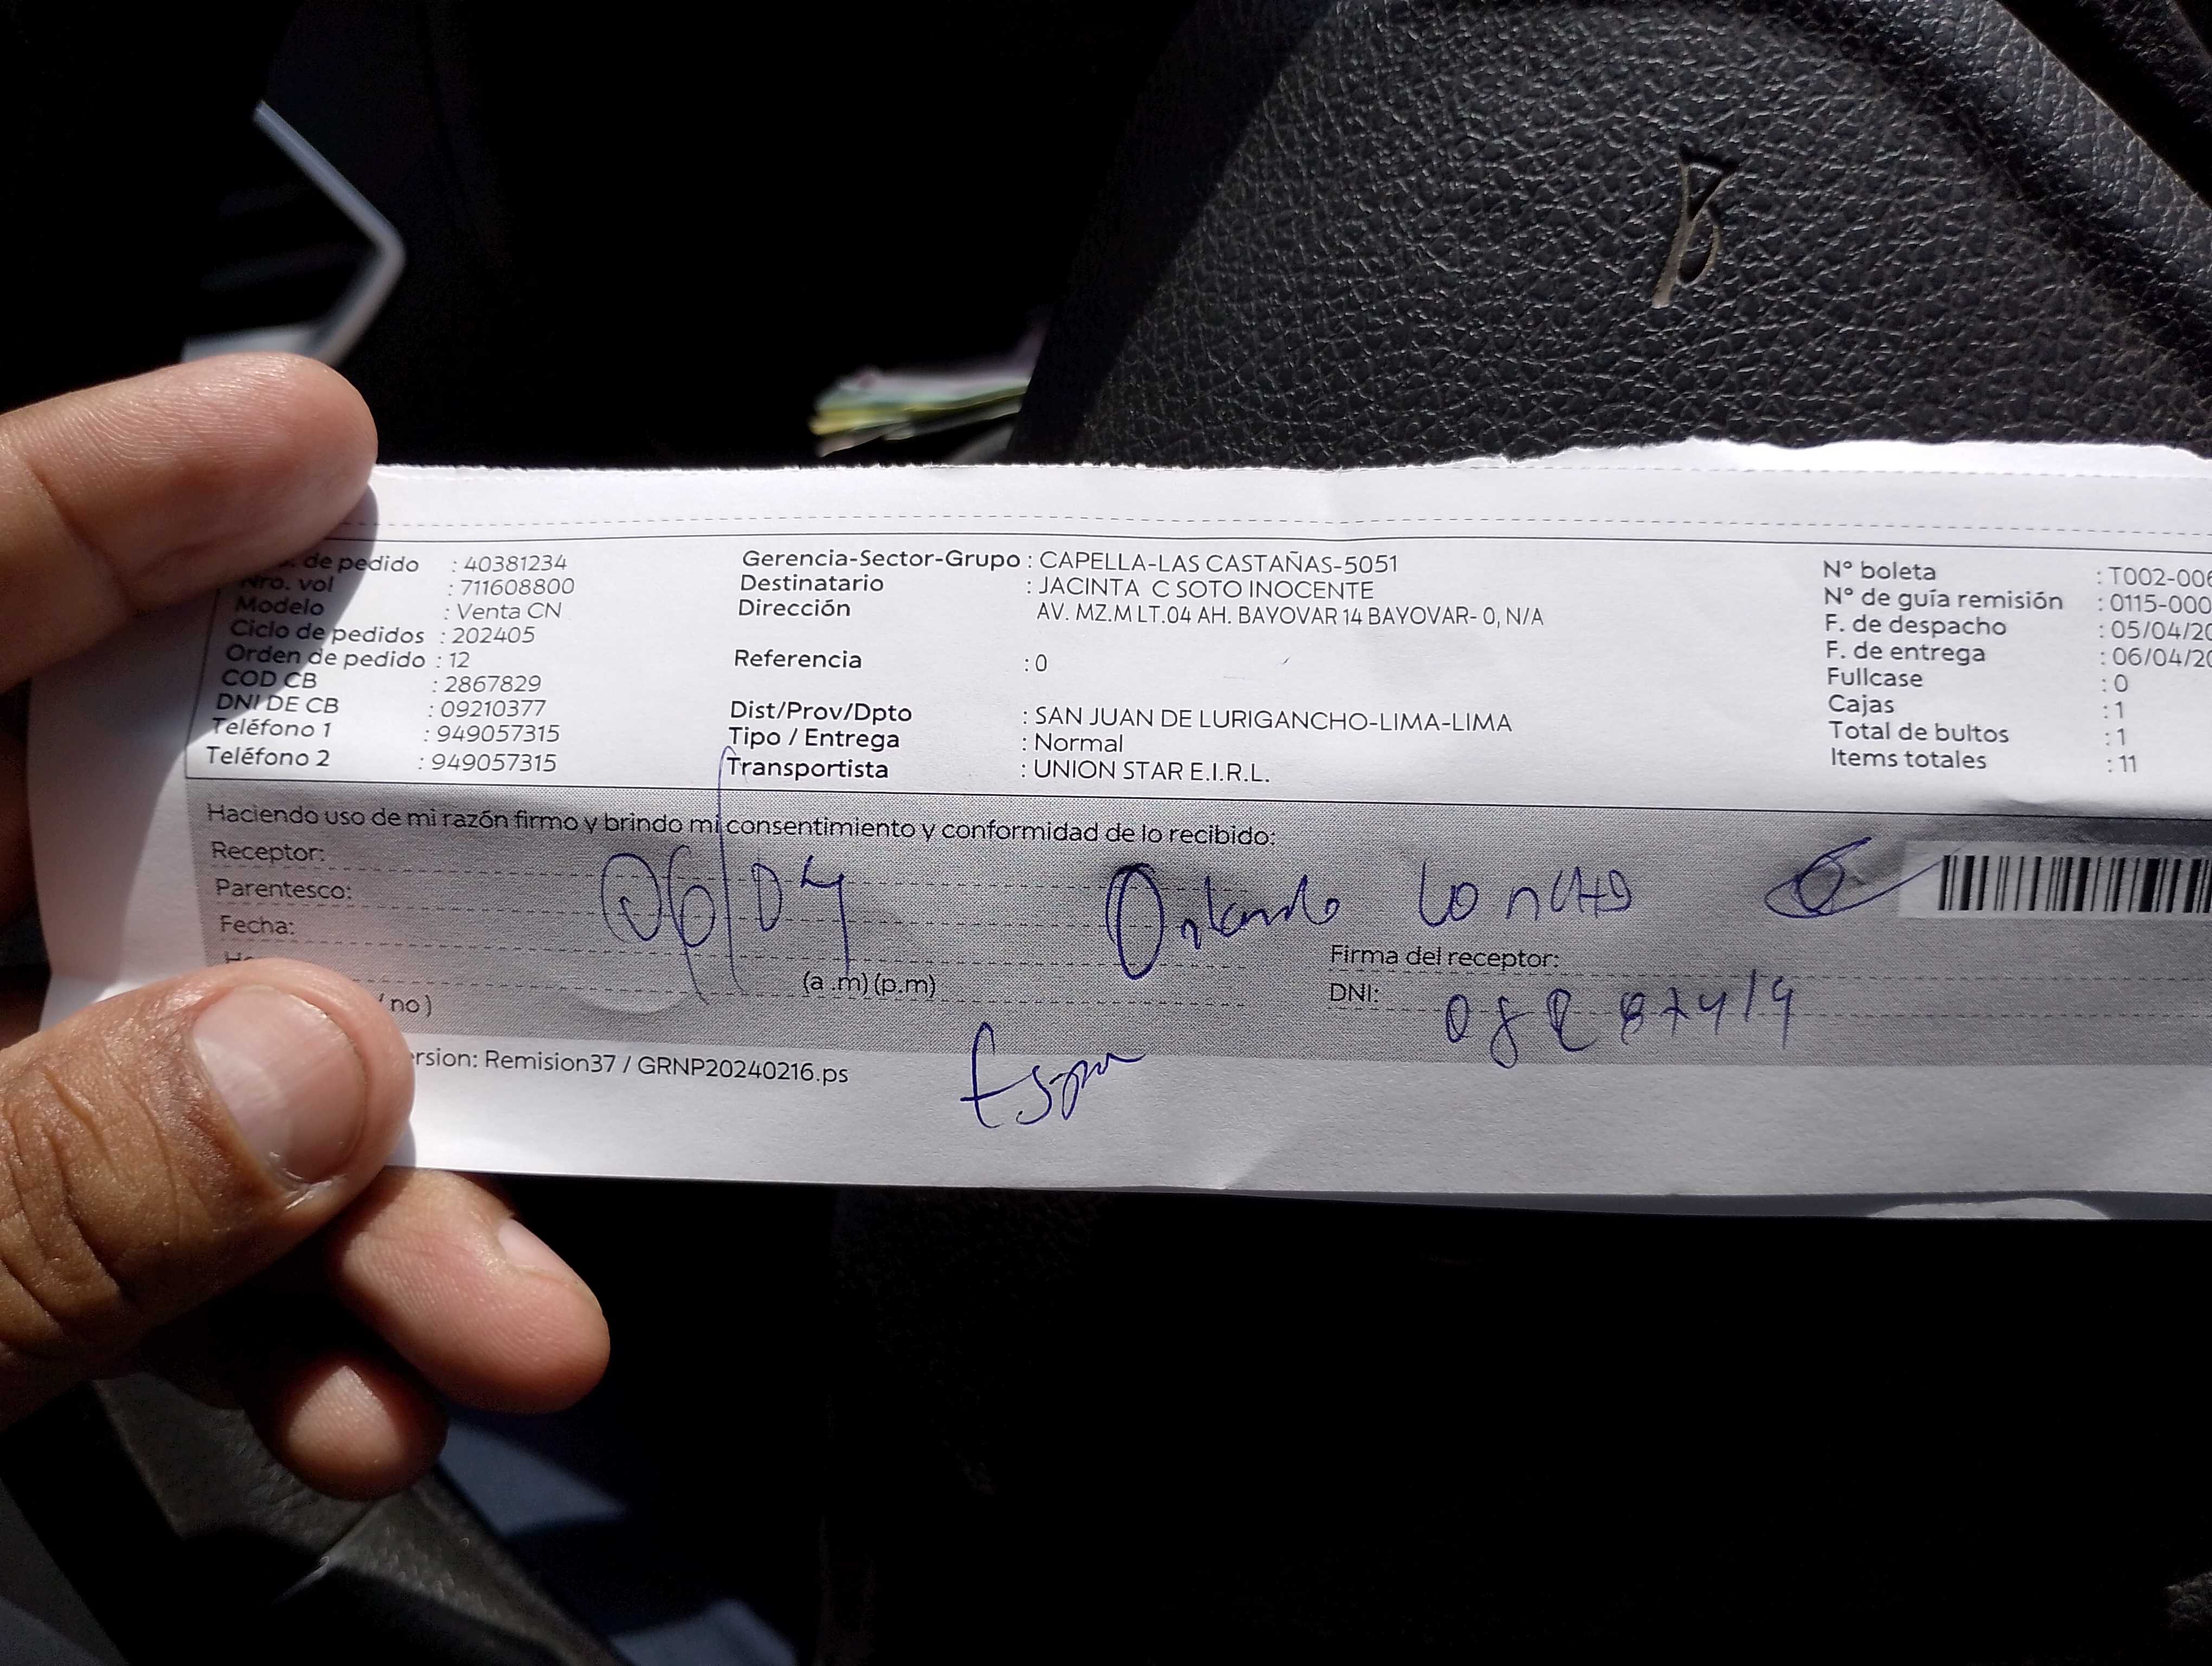 de pedido : 40381234
Nro. vol : 711608800
Modelo : Venta CN
Ciclo de pedidos : 202405
Orden de pedido : 12
COD CB : 2867829
DNI DE CB : 09210377
Teléfono 1 : 949057315
Teléfono 2 : 949057315
Gerencia-Sector-Grupo : CAPELLA-LAS CASTAÑAS-5051
Destinatario : JACINTA C SOTO INOCENTE
Dirección AV. MZ.M LT.04 AH. BAYOVAR 14 BAYOVAR- 0, N/A
Referencia : 0
Dist/Prov/Dpto : SAN JUAN DE LURIGANCHO-LIMA-LIMA
Tipo / Entrega : Normal
Transportista : UNION STAR E.I.R.L.
N° boleta : T002-006
N° de guía remisión : 0115-000
F. de despacho : 05/04/20
F. de entrega : 06/04/20
Fullcase : 0
Cajas : 1
Total de bultos : 1
Items totales : 11
Haciendo uso de mi razón firmo y brindo mi consentimiento y conformidad de lo recibido:
Receptor:
Parentesco:
Fecha:
06/04
Orlando
(a .m) (p.m)
Firma del receptor:
DNI:
/ no )
rsion: Remision37 / GRNP20240216.ps